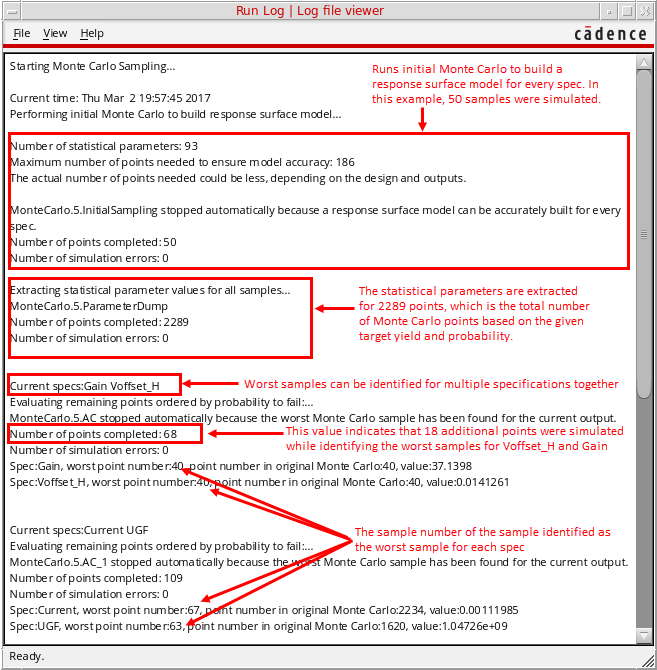 Run Log | Log file viewer
File View Help
cādence
Starting Monte Carlo Sampling...
Runs initial Monte Carlo to build a
response surface model for every spec. In
this example, 50 samples were simulated.
Current time: Thu Mar 2 19:57:45 2017
Performing initial Monte Carlo to build response surface model...
Number of statistical parameters: 93
Maximum number of points needed to ensure model accuracy: 186
The actual number of points needed could be less, depending on the design and outputs.
MonteCarlo.5.InitialSampling stopped automatically because a response surface model can be accurately built for every
spec.
Number of points completed: 50
Number of simulation errors: 0
Extracting statistical parameter values for all samples...
MonteCarlo.5.ParameterDump
Number of points completed: 2289
Number of simulation errors: 0
The statistical parameters are extracted
for 2289 points, which is the total number
of Monte Carlo points based on the given
target yield and probability.
Current specs:Gain Voffset_H
Worst samples can be identified for multiple specifications together
Evaluating remaining points ordered by probability to fail:...
MonteCarlo.5.AC stopped automatically because the worst Monte Carlo sample has been found for the current output.
Number of points completed: 68
This value indicates that 18 additional points were simulated
while identifying the worst samples for Voffset_H and Gain
Number of simulation errors: 0
Spec:Gain, worst point number:40, point number in original Monte Carlo:40, value:37.1398
Spec:Voffset_H, worst point number:40, point number in original Monte Carlo:40, value:0.0141261
Current specs:Current UGF
The sample number of the sample identified as
the worst sample for each spec
Evaluating remaining points ordered by probability to fail:...
MonteCarlo.5.AC_1 stopped automatically because the worst Monte Carlo sample has been found for the current output.
Number of points completed: 109
Number of simulation errors: 0
Spec:Current, worst point number:67, point number in original Monte Carlo:2234, value:0.00111985
Spec:UGF, worst point number:63, point number in original Monte Carlo:1620, value:1.04726e+09
Ready.